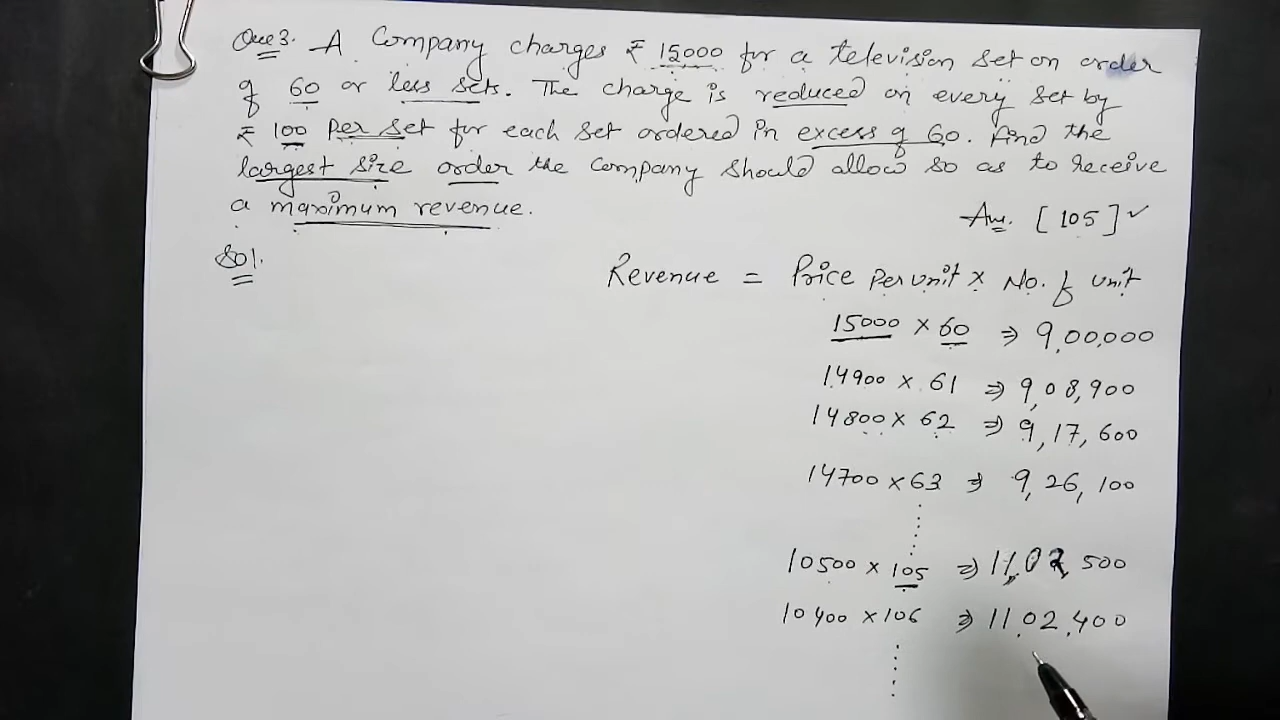 Que 3. A Company charges ₹ 15000 for a television set on order
of 60 or less sets. The charge is reduced on every set by
₹ 100 per set for each set ordered in excess of 60. Find the
largest size order the company should allow so as to receive
a maximum revenue.
Ans. [105] ✓
Sol.
Revenue = Price per unit × No. of unit
15000 × 60 ⇒ 9,00,000
14900 × 61 ⇒ 9,08,900
14800 × 62 ⇒ 9,17,600
14700 × 63 ⇒ 9,26,100
10500 × 105 ⇒ 11,02,500
10400 × 106 ⇒ 11,02,400